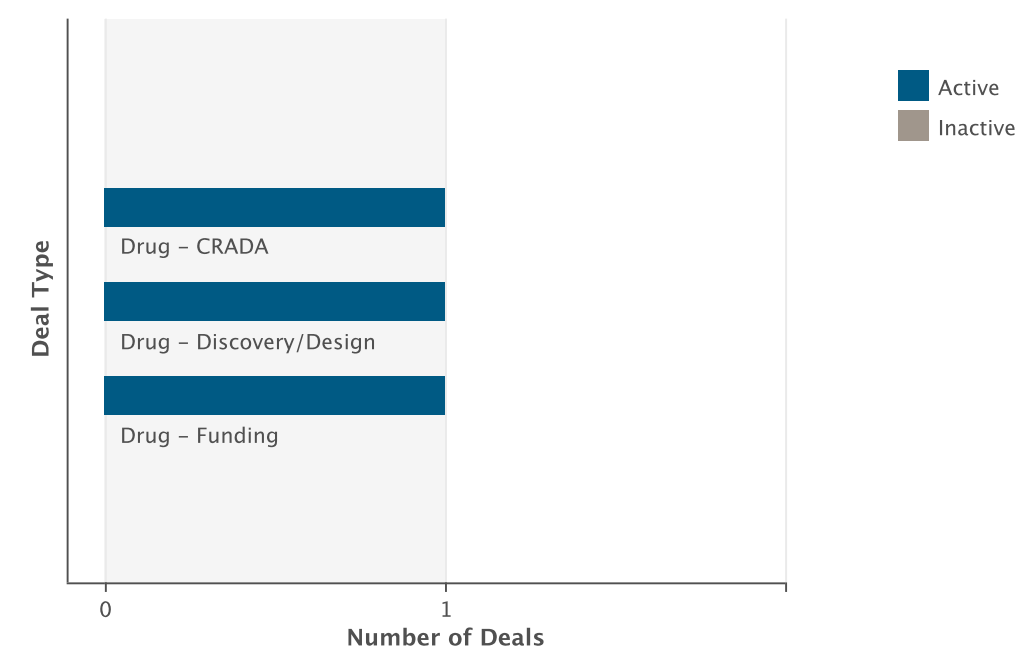 Active
Inactive
Drug – CRADA
Drug – Discovery/Design
Drug – Funding
Deal Type
0
1
Number of Deals